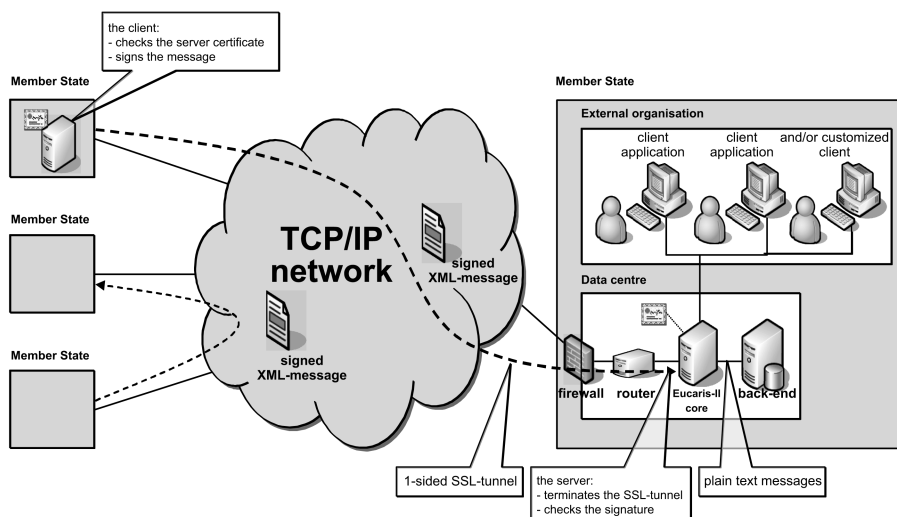 the client:
- checks the server certificate
- signs the message
Member State
Member State
External organisation
client
application
client
application
and/or customized
client
Member State
TCP/IP
network
signed
XML-message
Data centre
signed
XML-message
Member State
firewall
router
Eucaris-II
core
back-end
1-sided SSL-tunnel
the server:
- terminates the SSL-tunnel
- checks the signature
plain text messages